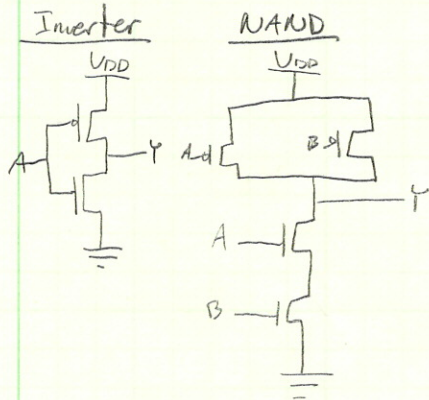 Inverter NAND
VDD VDD
A B
A Y Y
A
B